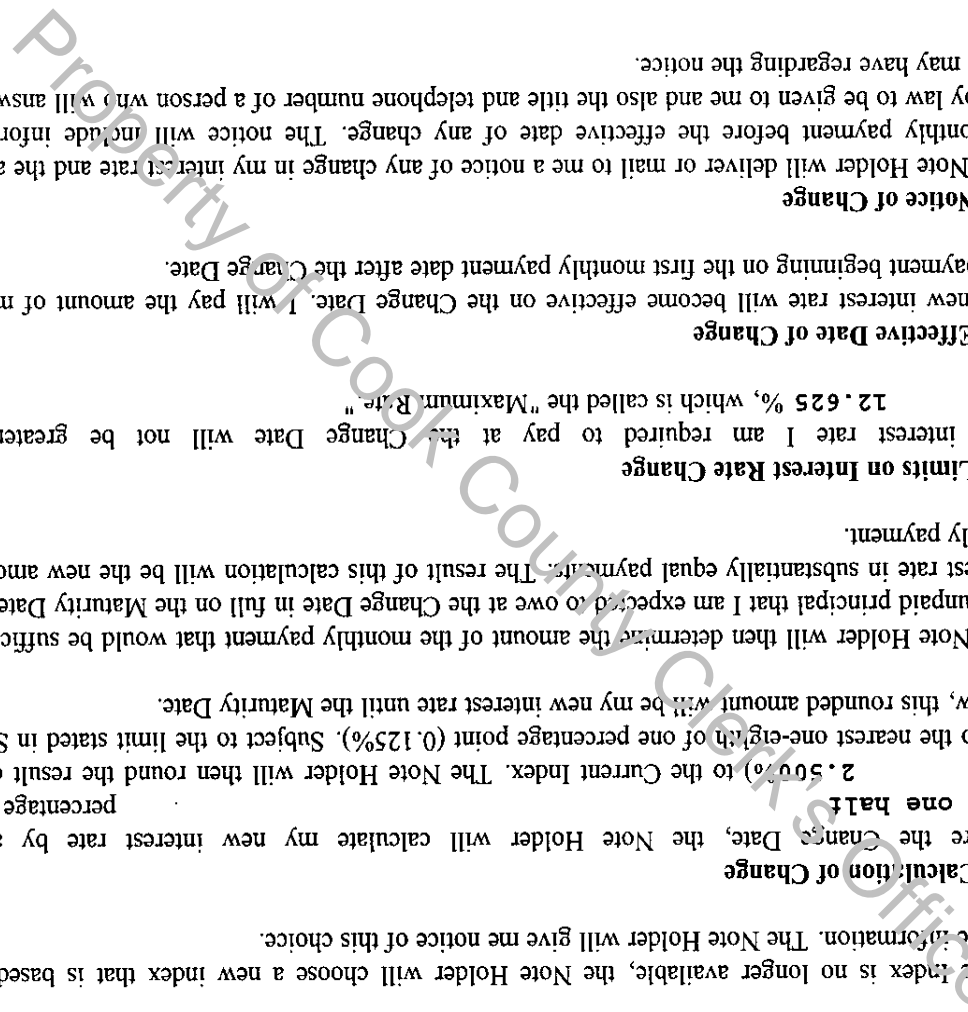 Index is no longer available, the Note Holder will choose a new index that is based
information. The Note Holder will give me notice of this choice.
Calculation of Change
the Change Date, the Note Holder will calculate my new interest rate by
one half percentage
2.500%) to the Current Index. The Note Holder will then round the result
the nearest one-eighth of one percentage point (0.125%). Subject to the limit stated in
this rounded amount will be my new interest rate until the Maturity Date.
Note Holder will then determine the amount of the monthly payment that would be suffic
unpaid principal that I am expected to owe at the Change Date in full on the Maturity Date
est rate in substantially equal payments. The result of this calculation will be the new amo
ly payment.
Limits on Interest Rate Change
interest rate I am required to pay at the Change Date will not be greater
12.625 %, which is called the "Maximum Rate."
Effective Date of Change
new interest rate will become effective on the Change Date. I will pay the amount of m
payment beginning on the first monthly payment date after the Change Date.
Notice of Change
Note Holder will deliver or mail to me a notice of any change in my interest rate and the a
onthly payment before the effective date of any change. The notice will include infor
by law to be given to me and also the title and telephone number of a person who will answ
may have regarding the notice.
Property of Cook County Clerk's Office